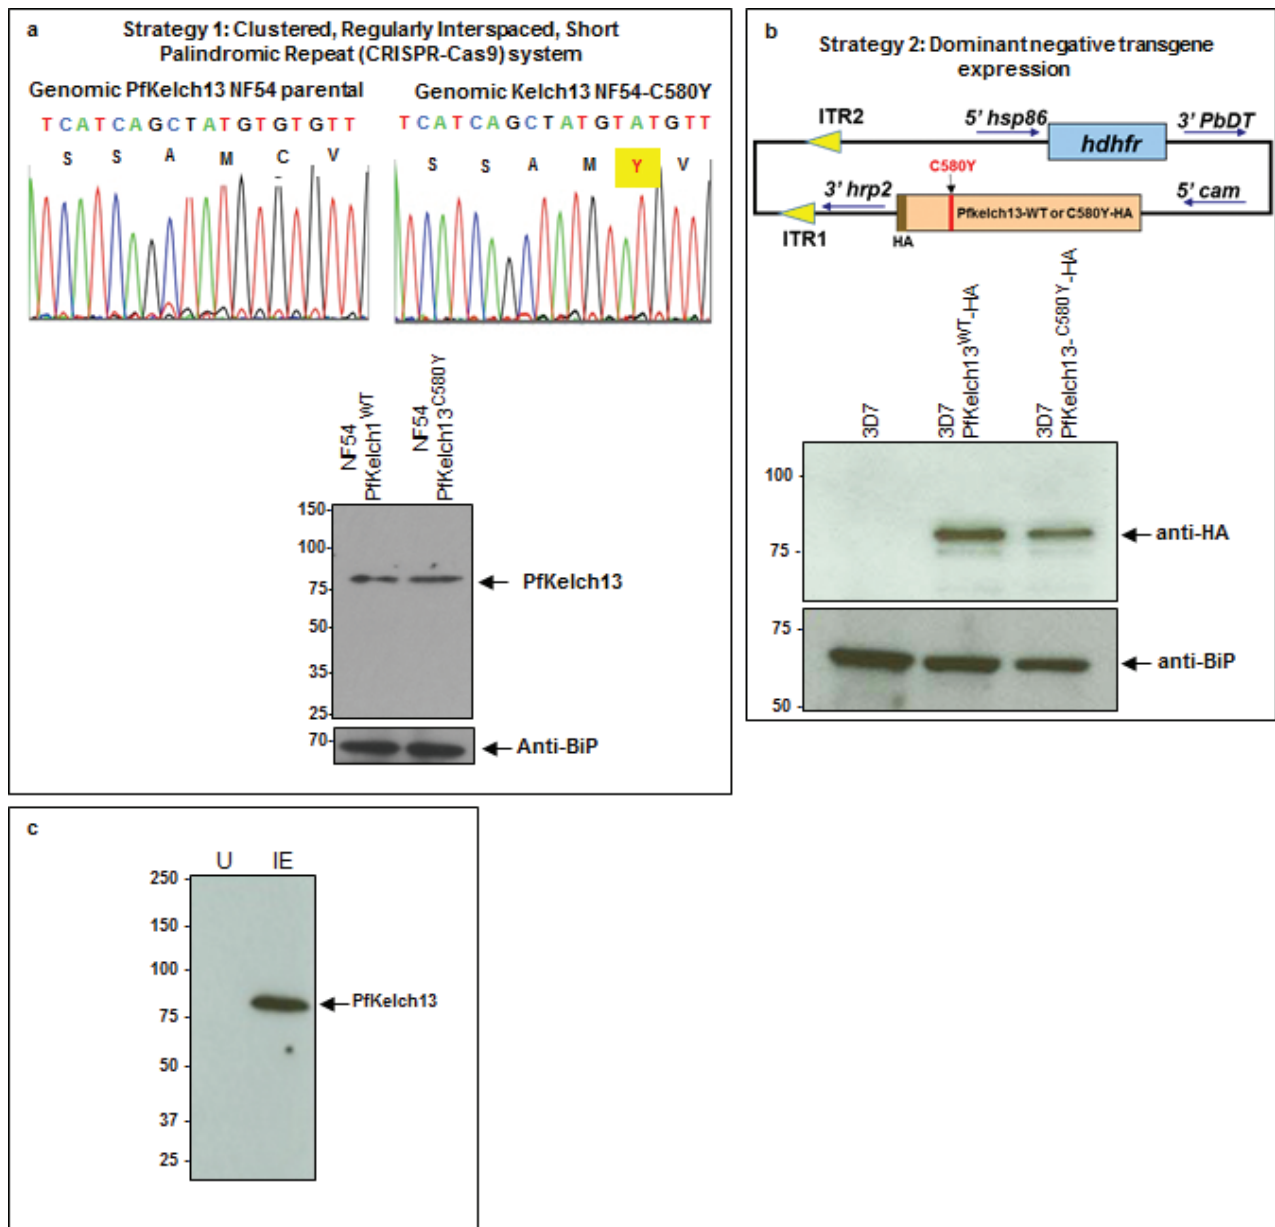 a
Strategy 1: Clustered, Regularly Interspaced, Short
Palindromic Repeat (CRISPR-Cas9) system
Genomic PfKelch13 NF54 parental
TCATCAGCTATGTGTGTT
S S A M C V
Genomic Kelch13 NF54-C580Y
TCATCAGCTATGTATGTT
S S A M Y V
NF54
PfKelch1WT
NF54
PfKelch13C580Y
150-
100-
75-
50-
35-
25-
PfKelch13
70-
Anti-BiP
b
Strategy 2: Dominant negative transgene
expression
ITR2
5' hsp86
hdhfr
3' PbDT
C580Y
3' hrp2
5' cam
Pfkelch13-WT or C580Y-HA
ITR1
HA
3D7
3D7
PfKelch13WT-HA
3D7
PfKelch13-C580Y-HA
100-
75 -
anti-HA
75-
50 -
anti-BiP
c
U IE
250 -
150 -
100 -
75 -
50 -
37 -
25 -
PfKelch13